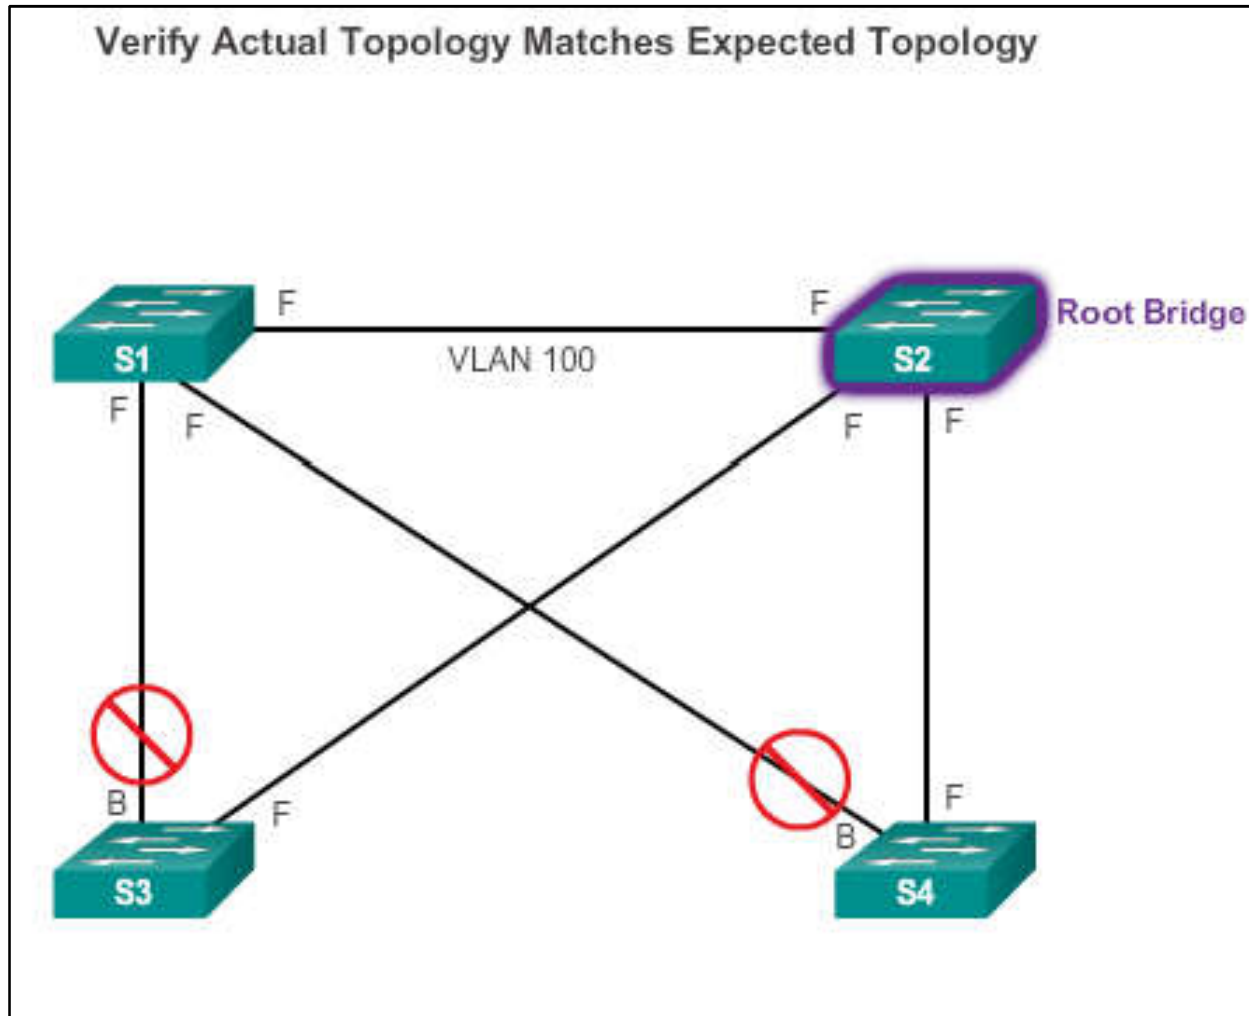 Verify Actual Topology Matches Expected Topology
F
F
Root Bridge
S1
VLAN 100
S2
F
F
F
F
B
F
F
B
S3
S4